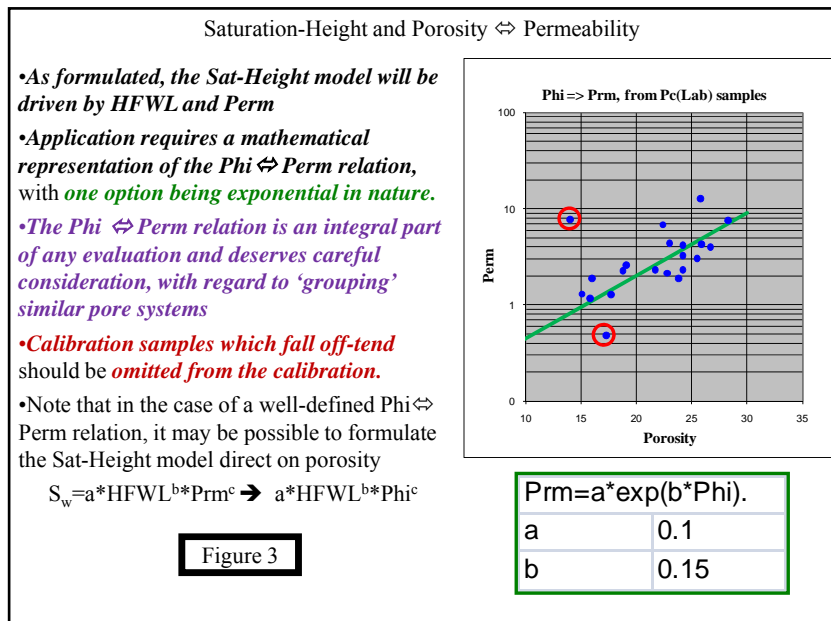 Saturation-Height and Porosity ⇔ Permeability
•As formulated, the Sat-Height model will be
driven by HFWL and Perm
•Application requires a mathematical
representation of the Phi ⇔ Perm relation,
with one option being exponential in nature.
•The Phi ⇔ Perm relation is an integral part
of any evaluation and deserves careful
consideration, with regard to ‘grouping’
similar pore systems
•Calibration samples which fall off-tend
should be omitted from the calibration.
•Note that in the case of a well-defined Phi⇔
Perm relation, it may be possible to formulate
the Sat-Height model direct on porosity
Sw=a*HFWLb*Prmc ➔ a*HFWLb*Phic
Figure 3
Phi => Prm, from Pc(Lab) samples
100
10
1
0
Perm
10 15 20 25 30 35
Porosity
Prm=a*exp(b*Phi).
a 0.1
b 0.15